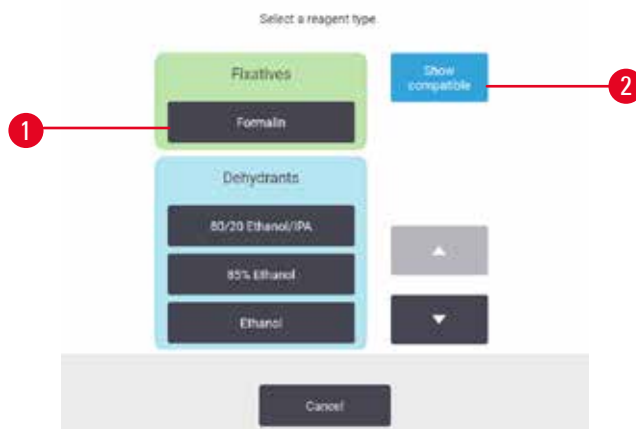 Select a reagent type.
Fixatives
Show
compatible
2
1
Formalin
Dehydrants
80/20 Ethanol/IPA
85% Ethanol
Ethanol
Cancel